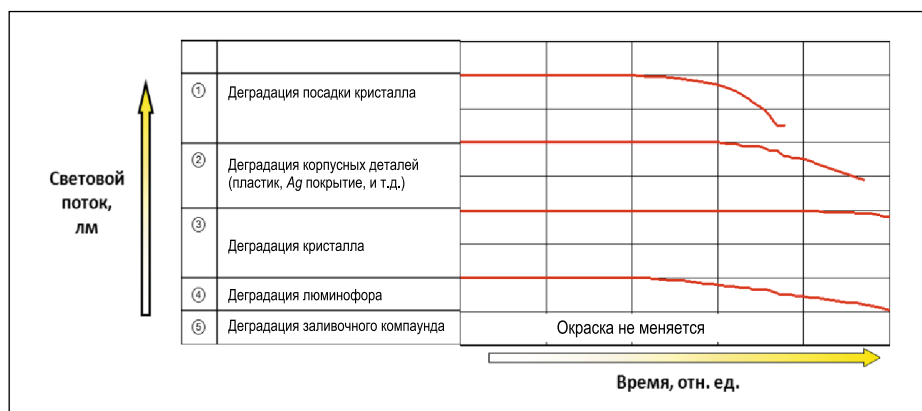 Световой
поток,
лм
① Деградация посадки кристалла
② Деградация корпусных деталей
(пластик, Ag покрытие, и т.д.)
③ Деградация кристалла
④ Деградация люминофора
⑤ Деградация заливочного компаунда Окраска не меняется
Время, отн. ед.